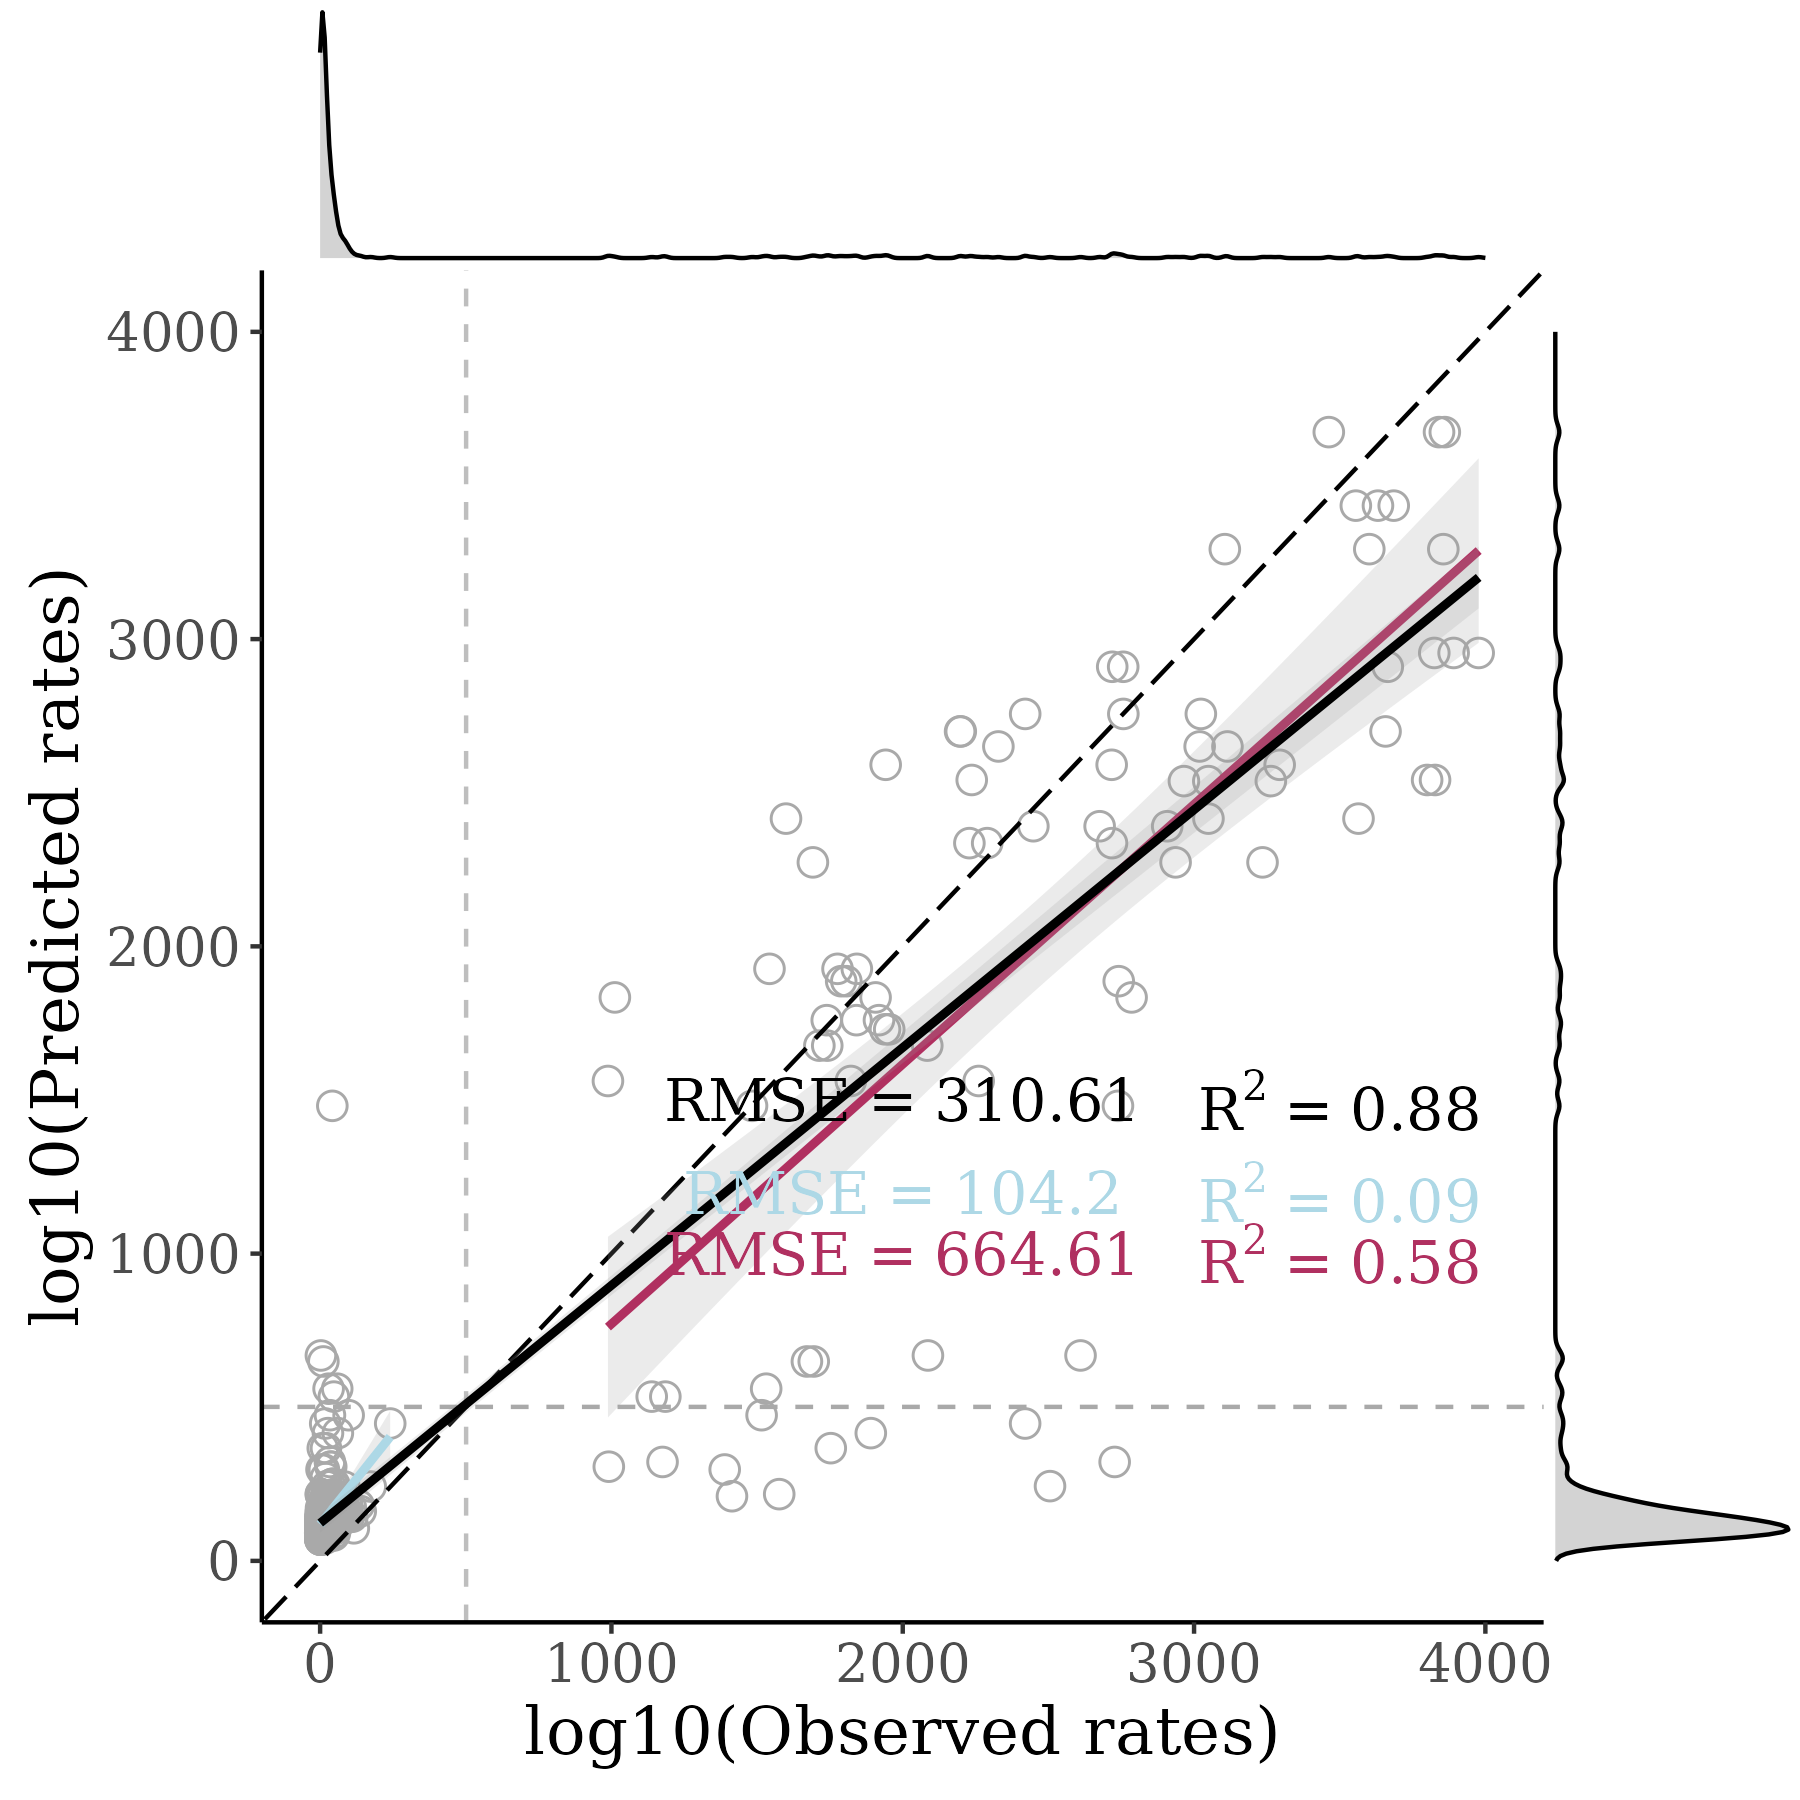 4000
3000
2000
1000
0
log10(Predicted rates)
RMSE = 310.61 R² = 0.88
RMSE = 104.2 R² = 0.09
RMSE = 664.61 R² = 0.58
0 1000 2000 3000 4000
log10(Observed rates)